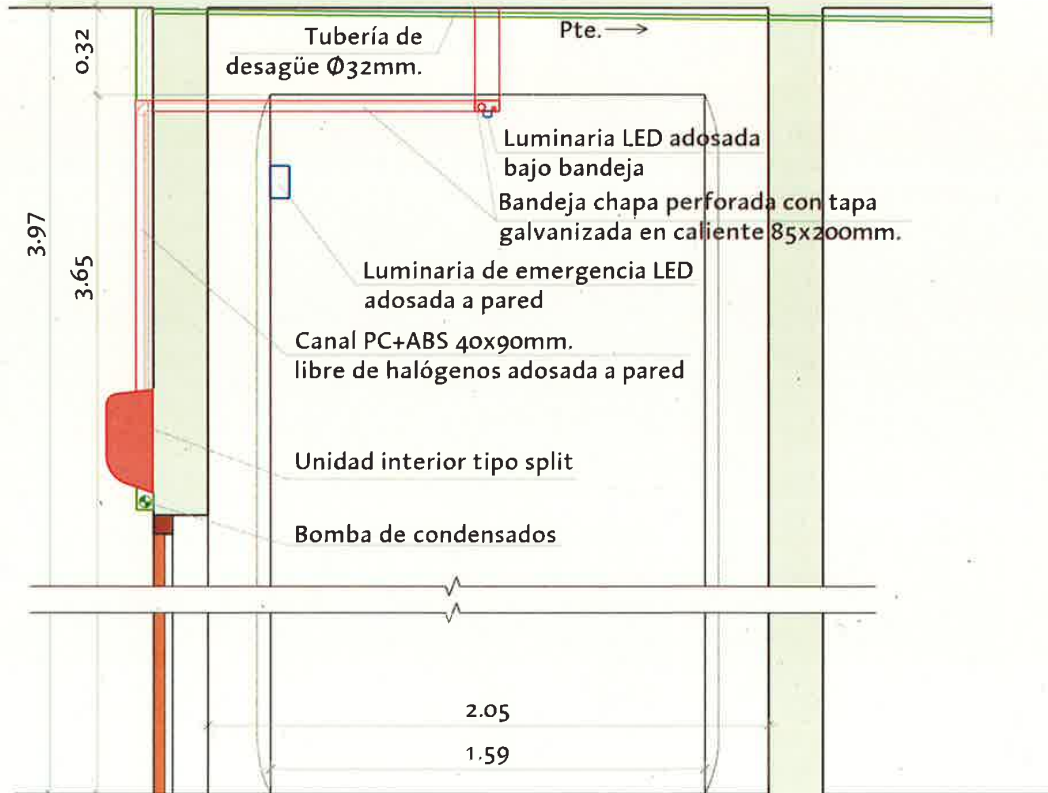 Tubería de
desagüe Ø32mm.
Pte.
0.32
Luminaria LED adosada
bajo bandeja
Bandeja chapa perforada con tapa
galvanizada en caliente 85x200mm.
3.97
3.65
Luminaria de emergencia LED
adosada a pared
Canal PC+ABS 40x90mm.
libre de halógenos adosada a pared
Unidad interior tipo split
Bomba de condensados
2.05
1.59